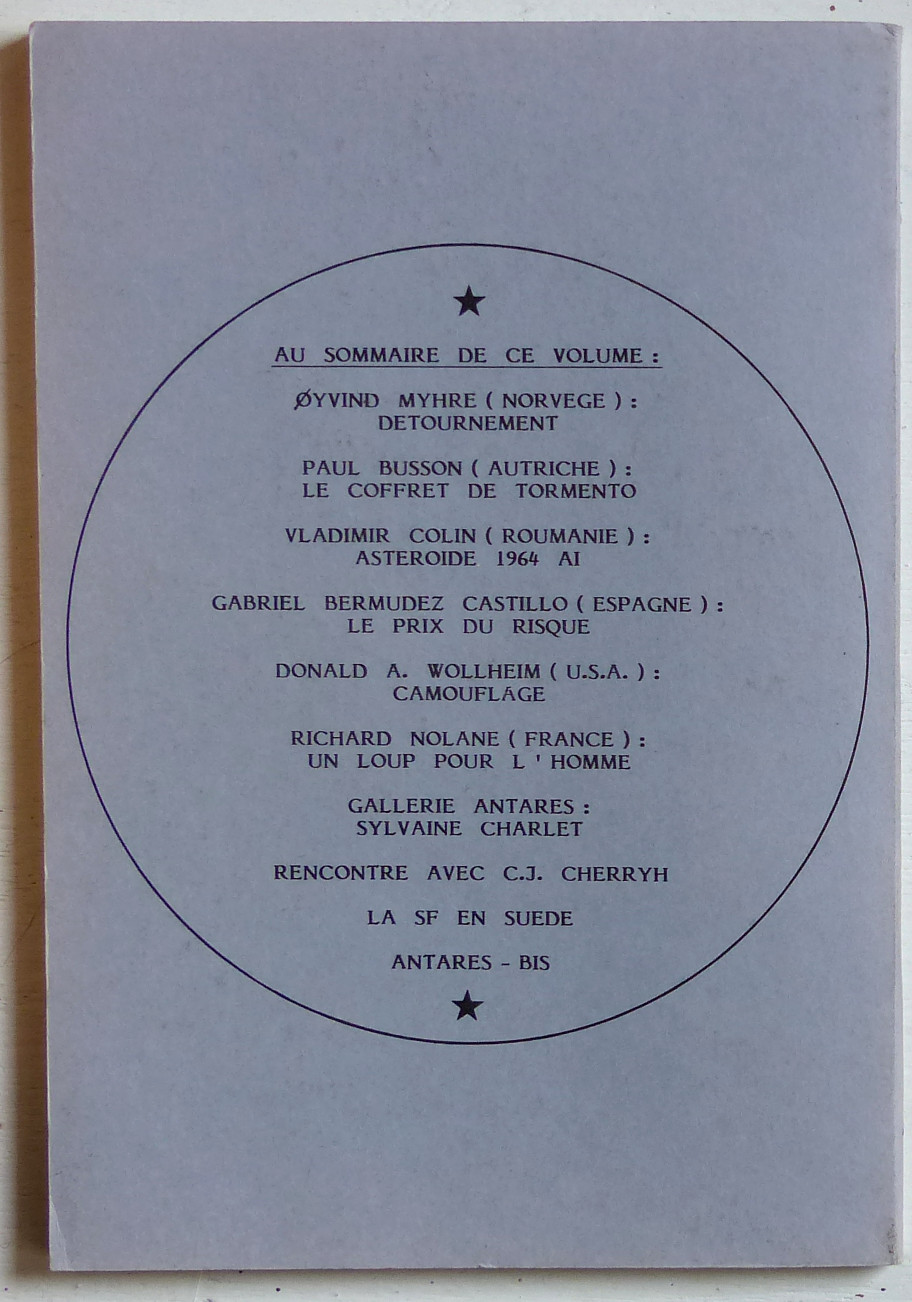 AU SOMMAIRE DE CE VOLUME :
ØYVIND MYHRE ( NORVEGE ) :
DETOURNEMENT
PAUL BUSSON ( AUTRICHE ) :
LE COFFRET DE TORMENTO
VLADIMIR COLIN ( ROUMANIE ) :
ASTEROIDE 1964 AI
GABRIEL BERMUDEZ CASTILLO ( ESPAGNE ) :
LE PRIX DU RISQUE
DONALD A. WOLLHEIM ( U.S.A. ) :
CAMOUFLAGE
RICHARD NOLANE ( FRANCE ) :
UN LOUP POUR L ' HOMME
GALLERIE ANTARES :
SYLVAINE CHARLET
RENCONTRE AVEC C.J. CHERRYH
LA SF EN SUEDE
ANTARES - BIS